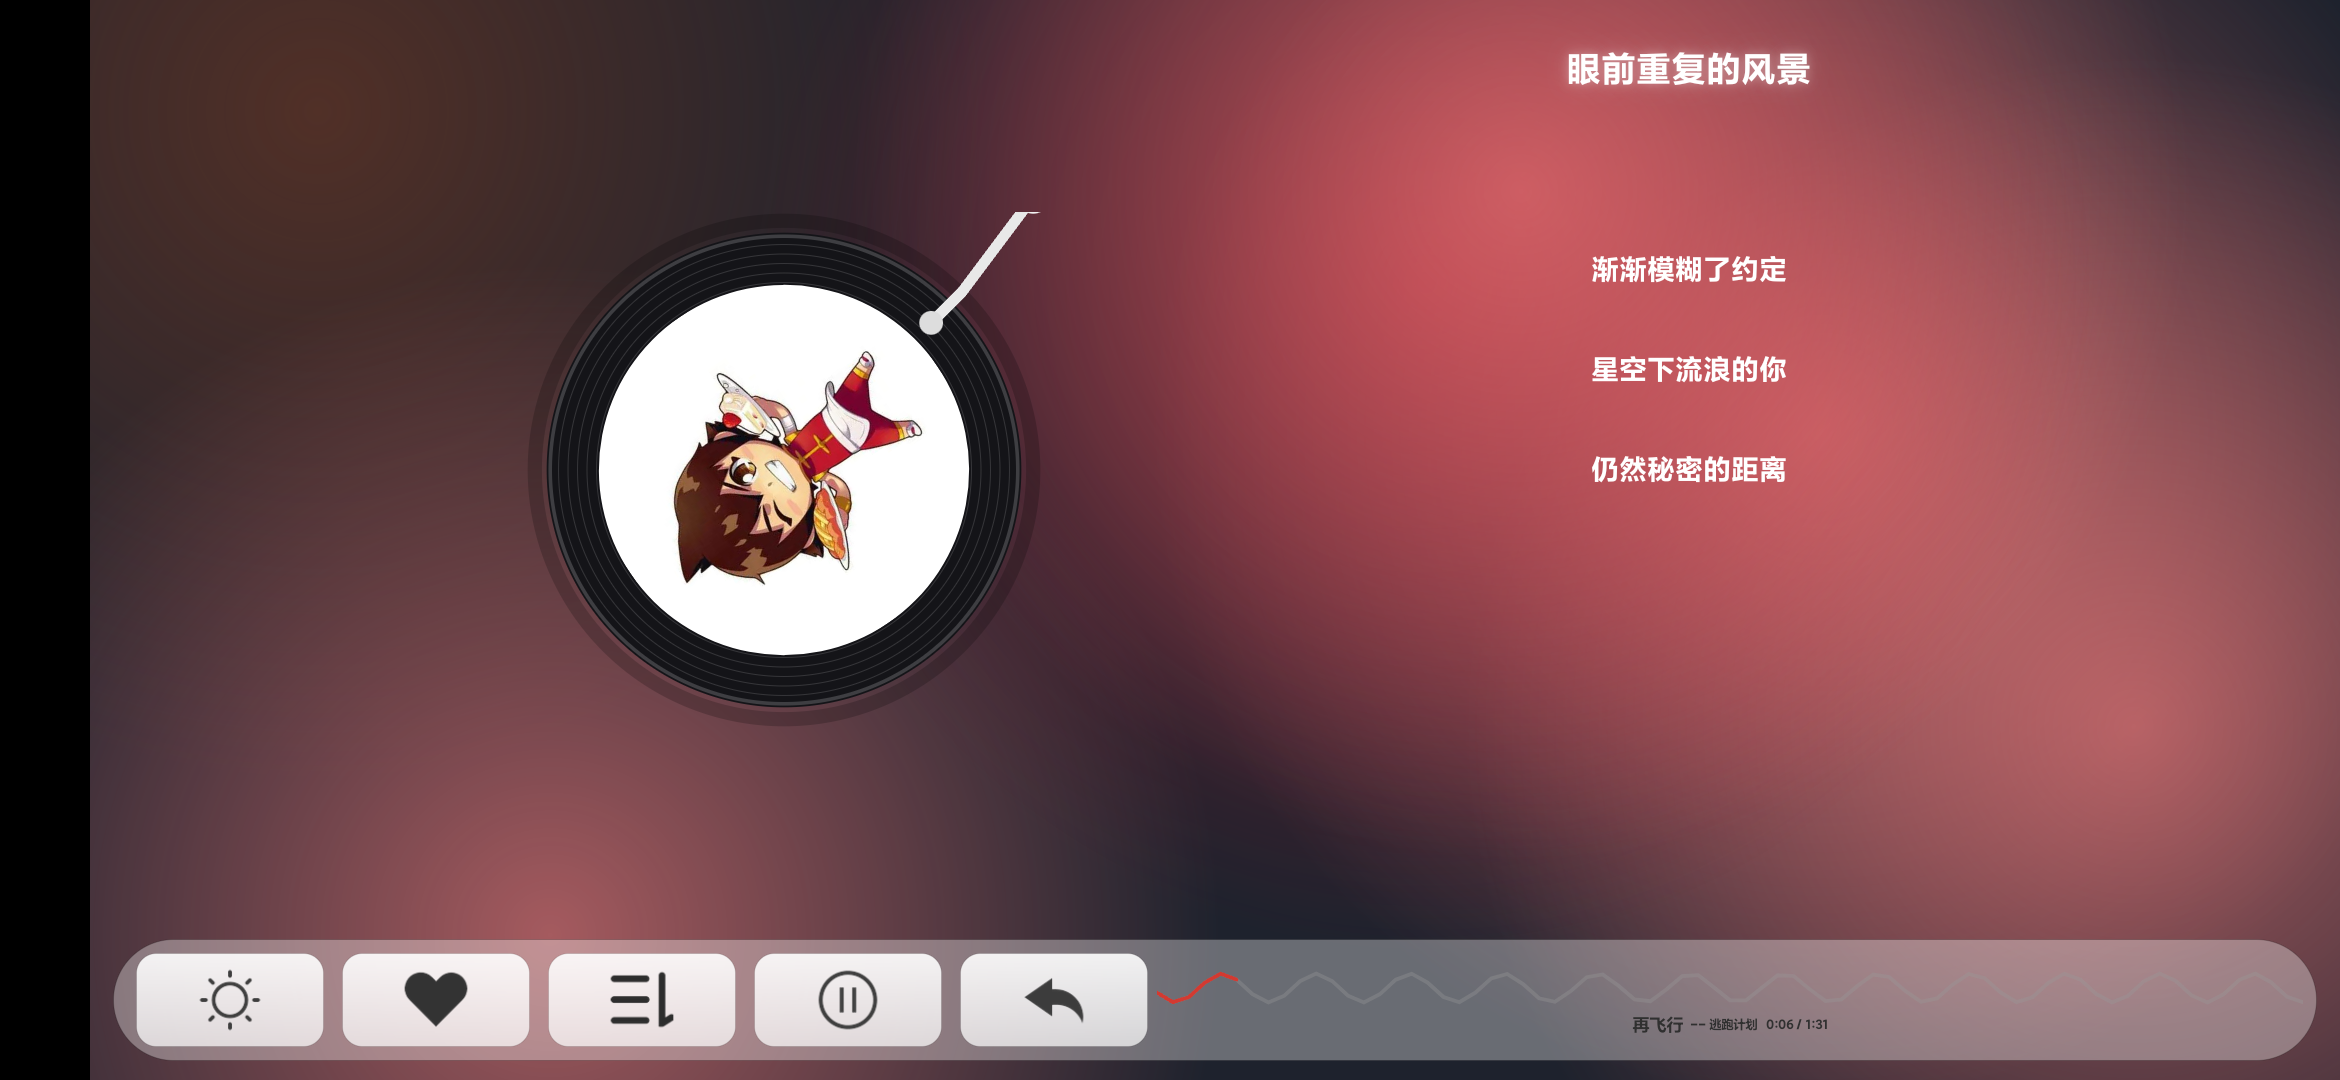 眼前重复的风景
渐渐模糊了约定
星空下流浪的你
仍然秘密的距离
再飞行 -- 逃跑计划 0:06 / 1:31